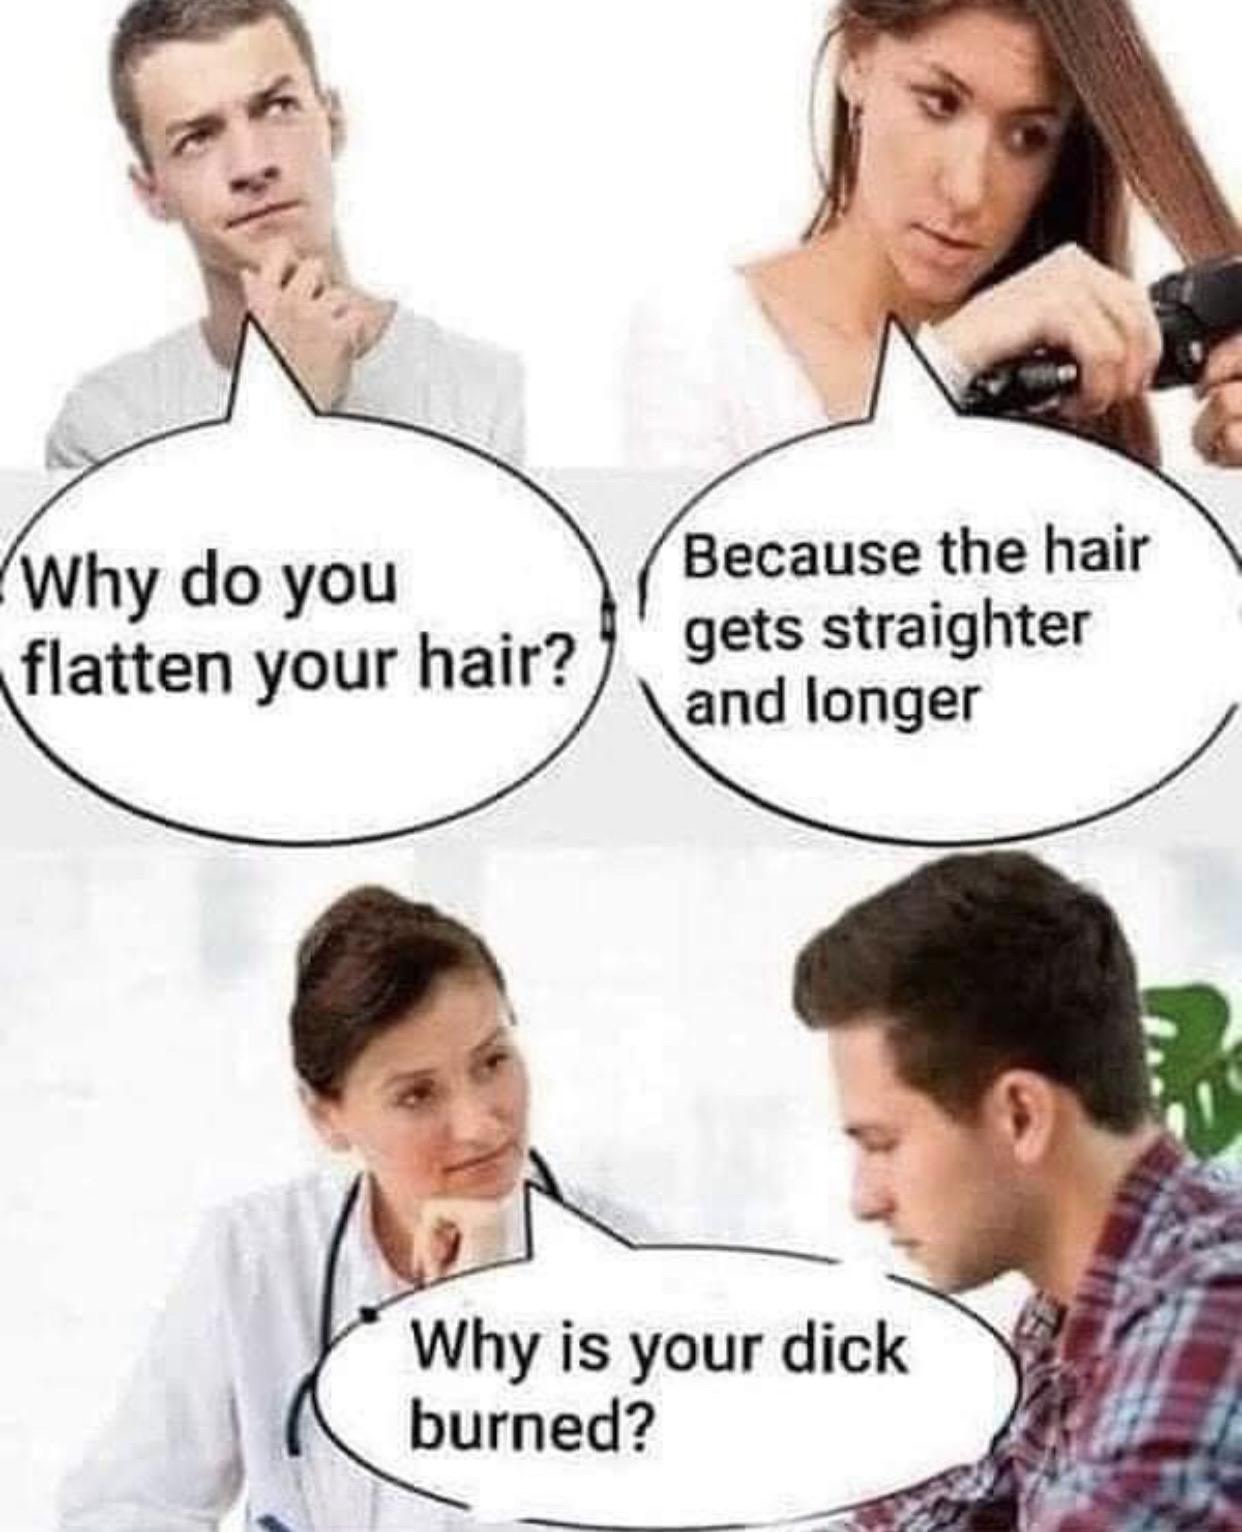 Why do you
flatten your hair?
Because the hair
gets straighter
and longer
Why is your dick
burned?